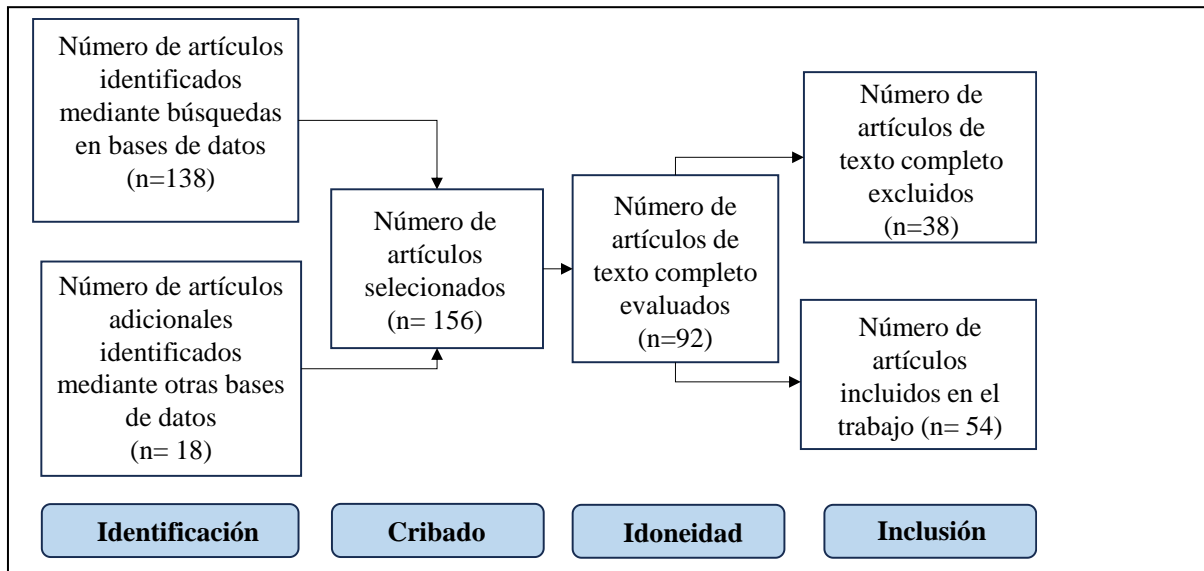 Número de artículos
identificados
mediante búsquedas
en bases de datos
(n=138)
Número de artículos
adicionales
identificados
mediante otras bases
de datos
(n= 18)
Número de
artículos
selecionados
(n= 156)
Número de
artículos de
texto completo
evaluados
(n=92)
Número de
artículos de
texto completo
excluidos
(n=38)
Número de
artículos
incluidos en el
trabajo (n= 54)
Identificación
Cribado
Idoneidad
Inclusión